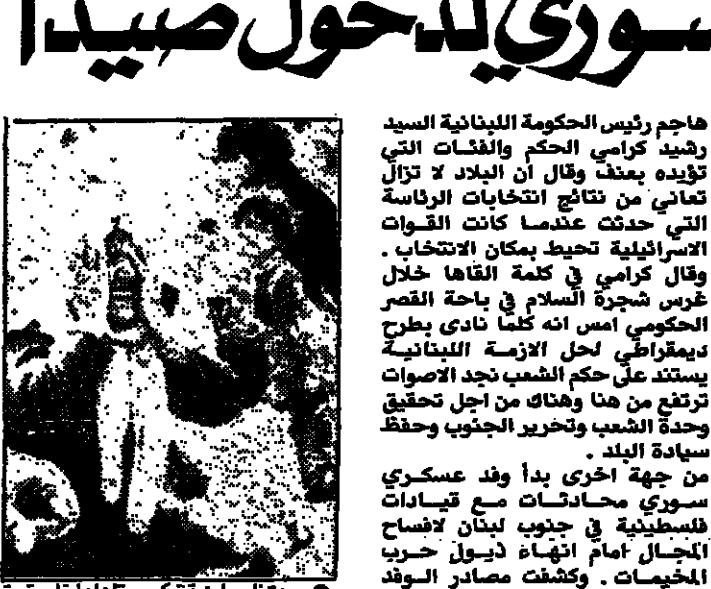 سوري لدخول صيدا
هاجم رئيس الحكومة اللبنانية السيد
رشيد كرامي الحكم والفئات التي
تؤيده بعنف وقال ان البلاد لا تزال
تعاني من نتائج انتخابات الرئاسة
التي حدثت عندما كانت القوات
الاسرائيلية تحيط بمكان الانتخاب .
وقال كرامي في كلمة القاها خلال
غرس شجرة السلام في باحة القصر
الحكومي امس انه كلما نادى بطرح
ديمقراطي لحل الازمة اللبنانية
يستند على حكم الشعب نجد الاصوات
ترتفع من هنا وهناك من اجل تحقيق
وحدة الشعب وتحرير الجنوب وحفظ
سيادة البلد .
من جهة اخرى بدأ وفد عسكري
سوري محادثات مع قيادات
فلسطينية في جنوب لبنان لافساح
المجال امام انهاء ذيول حرب
المخيمات . وكشفت مصادر الوفد